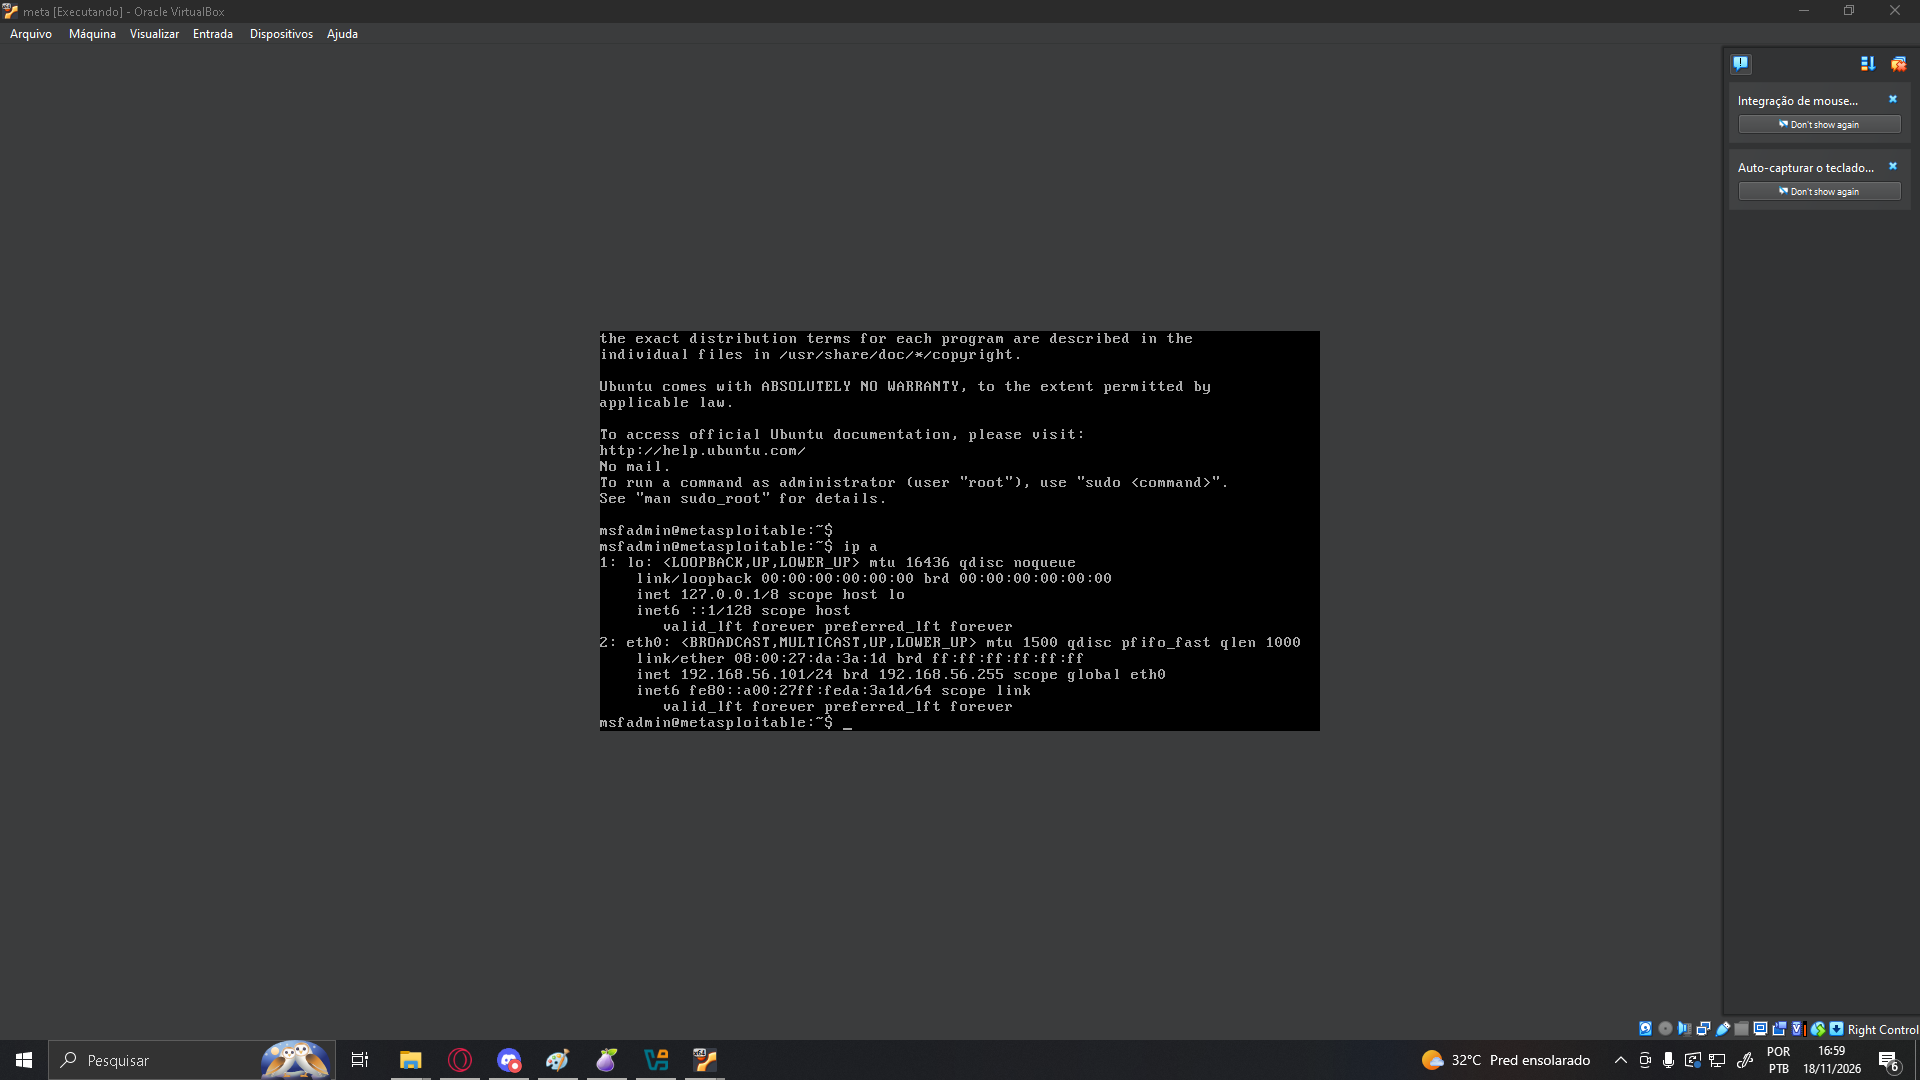 meta [Executando] - Oracle VirtualBox
Arquivo Máquina Visualizar Entrada Dispositivos Ajuda
Integração de mouse...
Don't show again
Auto-capturar o teclado...
Don't show again
the exact distribution terms for each program are described in the
individual files in /usr/share/doc/*/copyright.
Ubuntu comes with ABSOLUTELY NO WARRANTY, to the extent permitted by
applicable law.
To access official Ubuntu documentation, please visit:
http://help.ubuntu.com/
No mail.
To run a command as administrator (user "root"), use "sudo <command>".
See "man sudo_root" for details.
msfadmin@metasploitable:~$
msfadmin@metasploitable:~$ ip a
1: lo: <LOOPBACK,UP,LOWER_UP> mtu 16436 qdisc noqueue
link/loopback 00:00:00:00:00:00 brd 00:00:00:00:00:00
inet 127.0.0.1/8 scope host lo
inet6 ::1/128 scope host
valid_lft forever preferred_lft forever
2: eth0: <BROADCAST,MULTICAST,UP,LOWER_UP> mtu 1500 qdisc pfifo_fast qlen 1000
link/ether 08:00:27:da:3a:1d brd ff:ff:ff:ff:ff:ff
inet 192.168.56.101/24 brd 192.168.56.255 scope global eth0
inet6 fe80::a00:27ff:feda:3a1d/64 scope link
valid_lft forever preferred_lft forever
msfadmin@metasploitable:~$ _
Right Control
Pesquisar
32°C Pred ensolarado
POR
PTB
16:59
18/11/2026
6